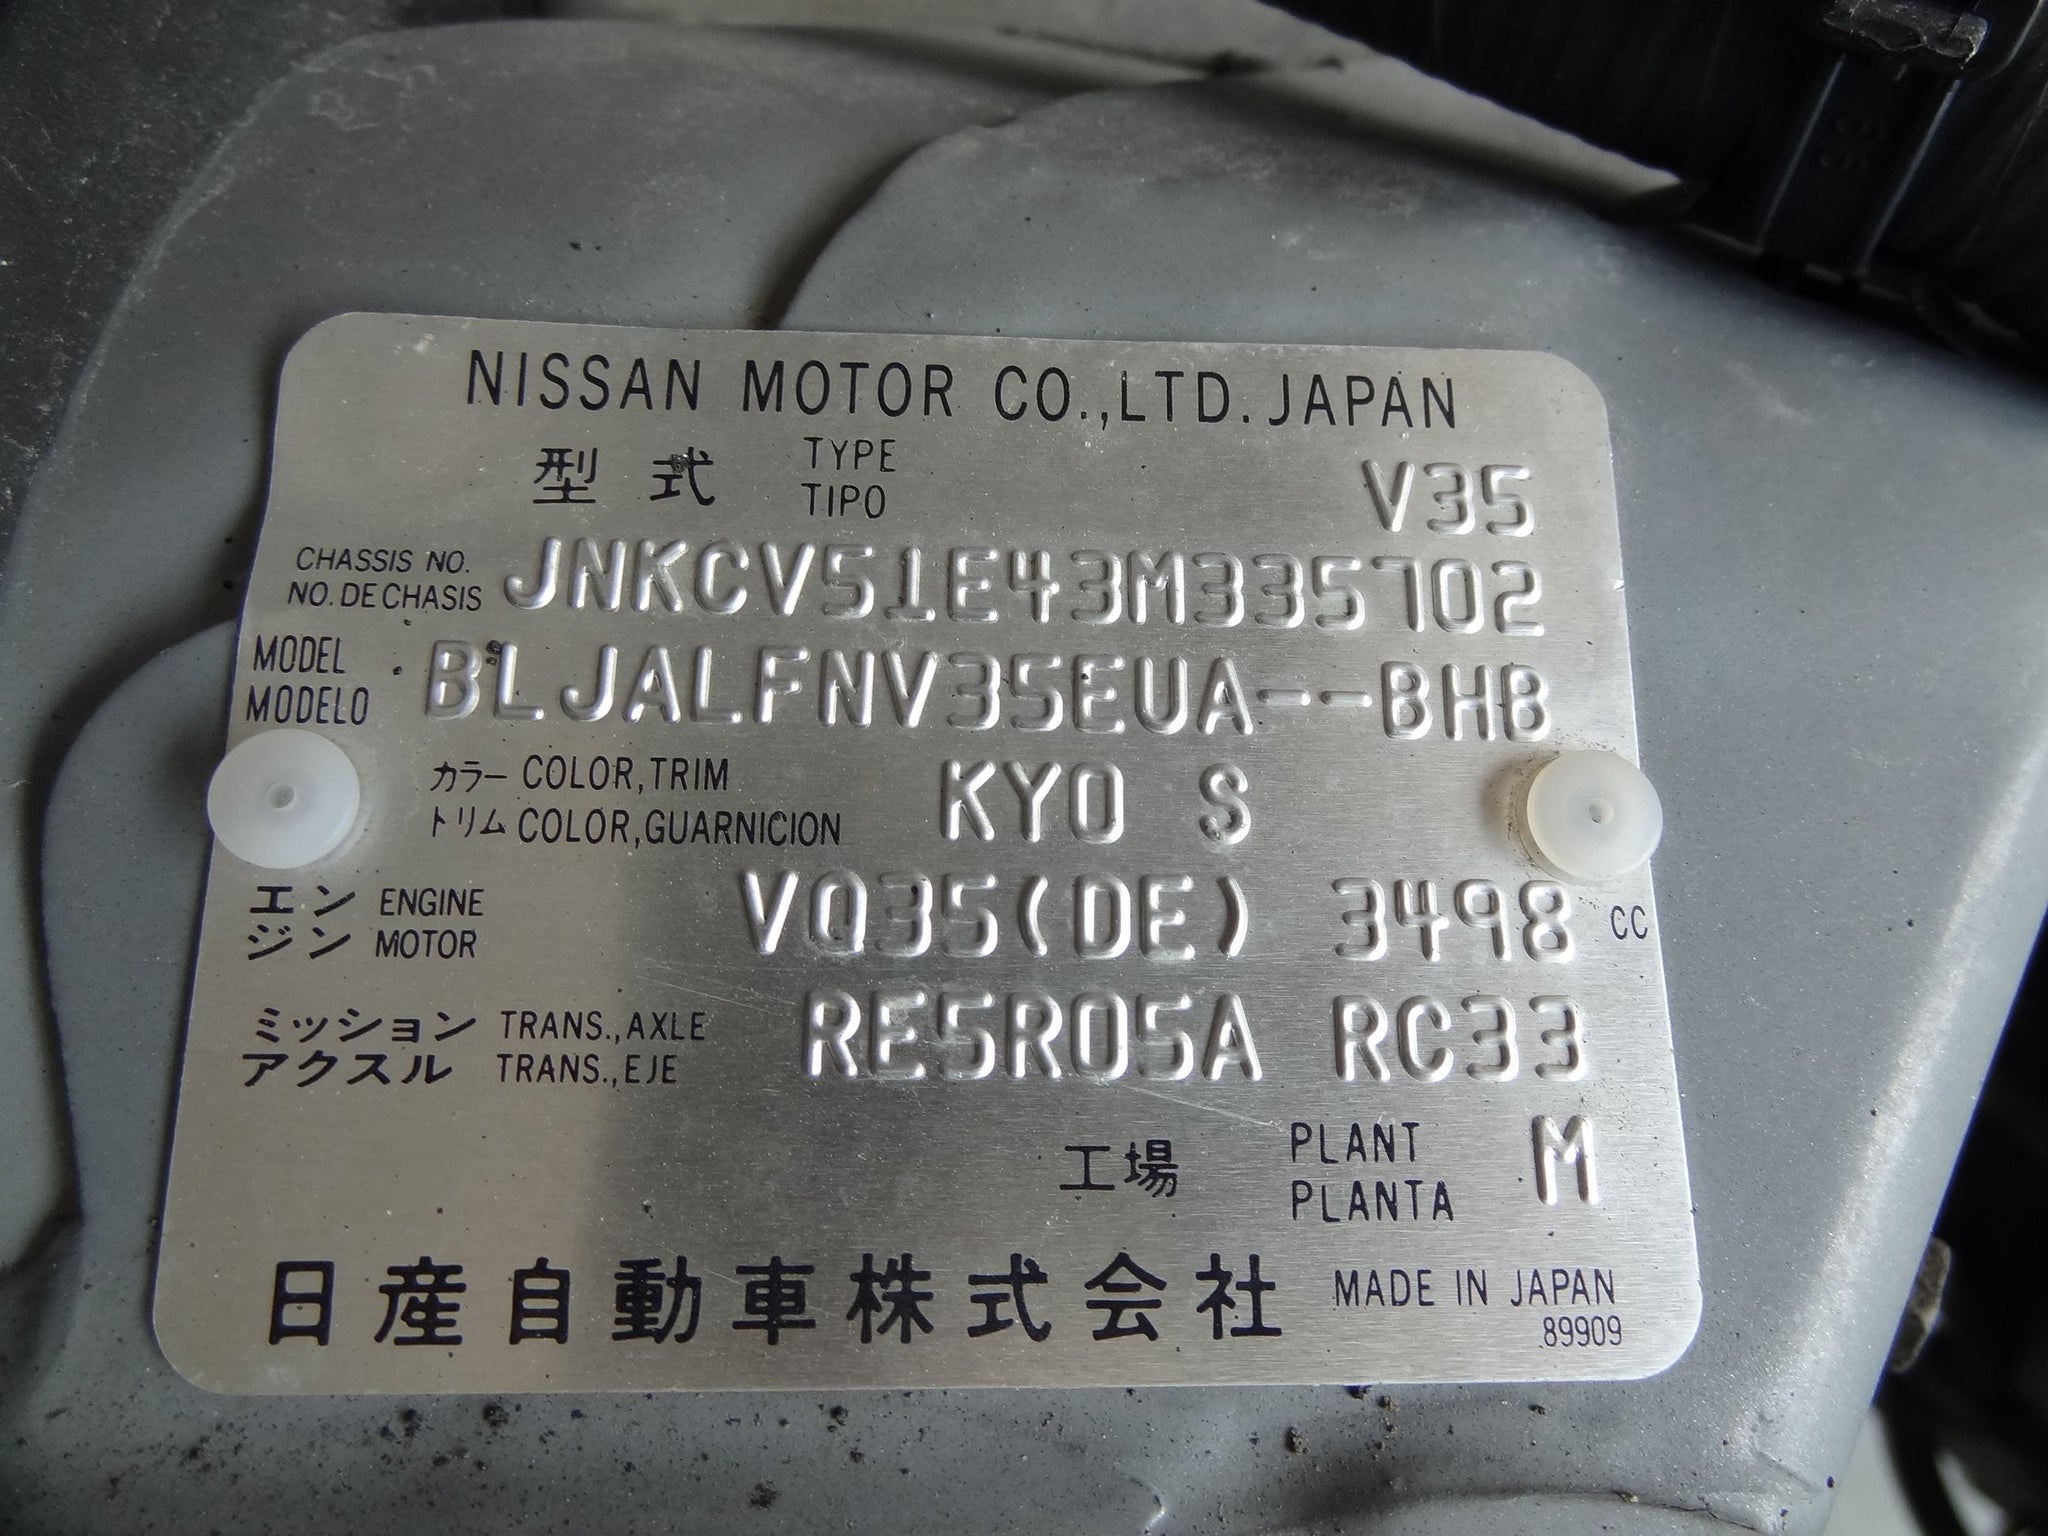 NISSAN MOTOR CO.,LTD. JAPAN
型式 TYPE V35
TIPO
CHASSIS NO. JNKCV51E43M335702
NO. DE CHASIS
MODEL BLJALFNV35EUA--BHB
MODELO
カラー COLOR,TRIM KY0 S
トリム COLOR,GUARNICION
エン ENGINE VQ35(DE) 3498 CC
ジン MOTOR
ミッション TRANS.,AXLE RE5R05A RC33
アクスル TRANS.,EJE
工場 PLANT M
PLANTA
日産自動車株式会社 MADE IN JAPAN
89909